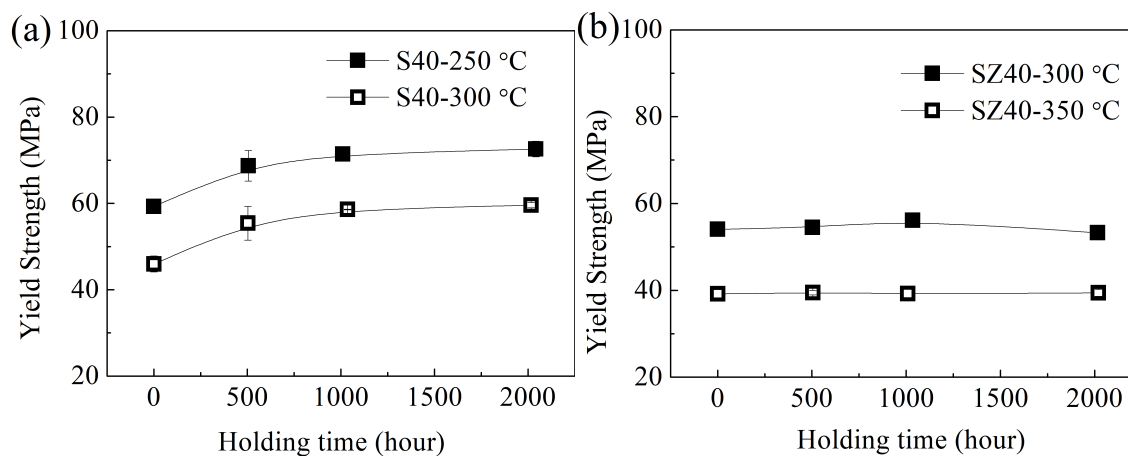 (a)
100
80
60
40
20
Yield Strength (MPa)
S40-250 °C
S40-300 °C
0 500 1000 1500 2000
Holding time (hour)
(b)
100
80
60
40
20
Yield Strength (MPa)
SZ40-300 °C
SZ40-350 °C
0 500 1000 1500 2000
Holding time (hour)